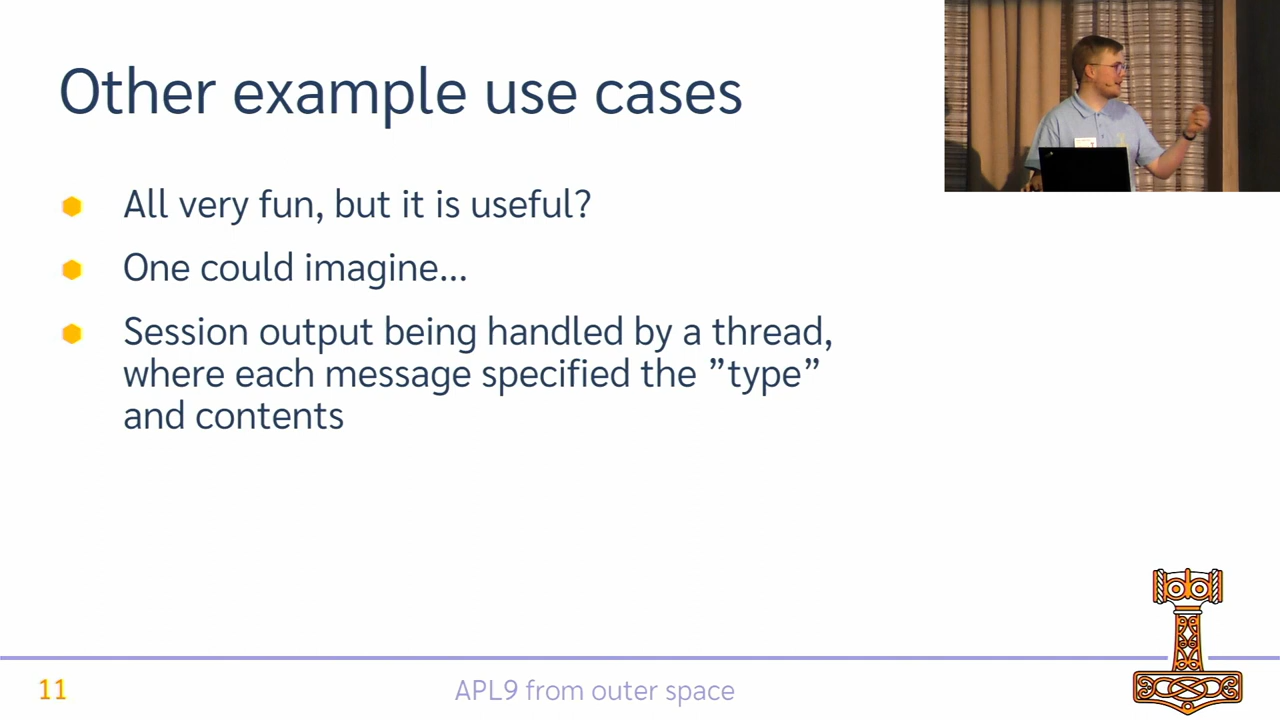 Other example use cases
All very fun, but it is useful?
One could imagine...
Session output being handled by a thread,
where each message specified the ”type”
and contents
11
APL9 from outer space